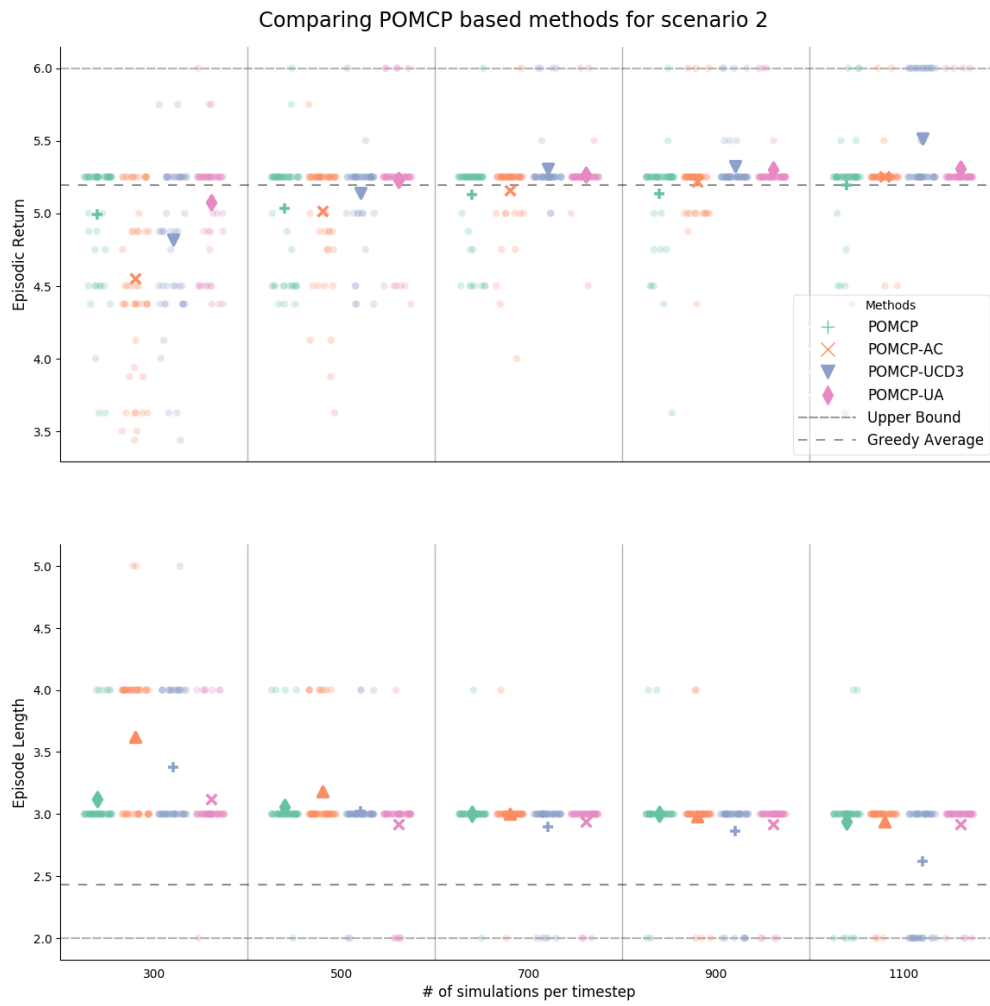 Comparing POMCP based methods for scenario 2
6.0
5.5
5.0
4.5
4.0
3.5
Episodic Return
Methods
POMCP
POMCP-AC
POMCP-UCD3
POMCP-UA
Upper Bound
Greedy Average
5.0
4.5
4.0
3.5
3.0
2.5
2.0
Episode Length
300 500 700 900 1100
# of simulations per timestep